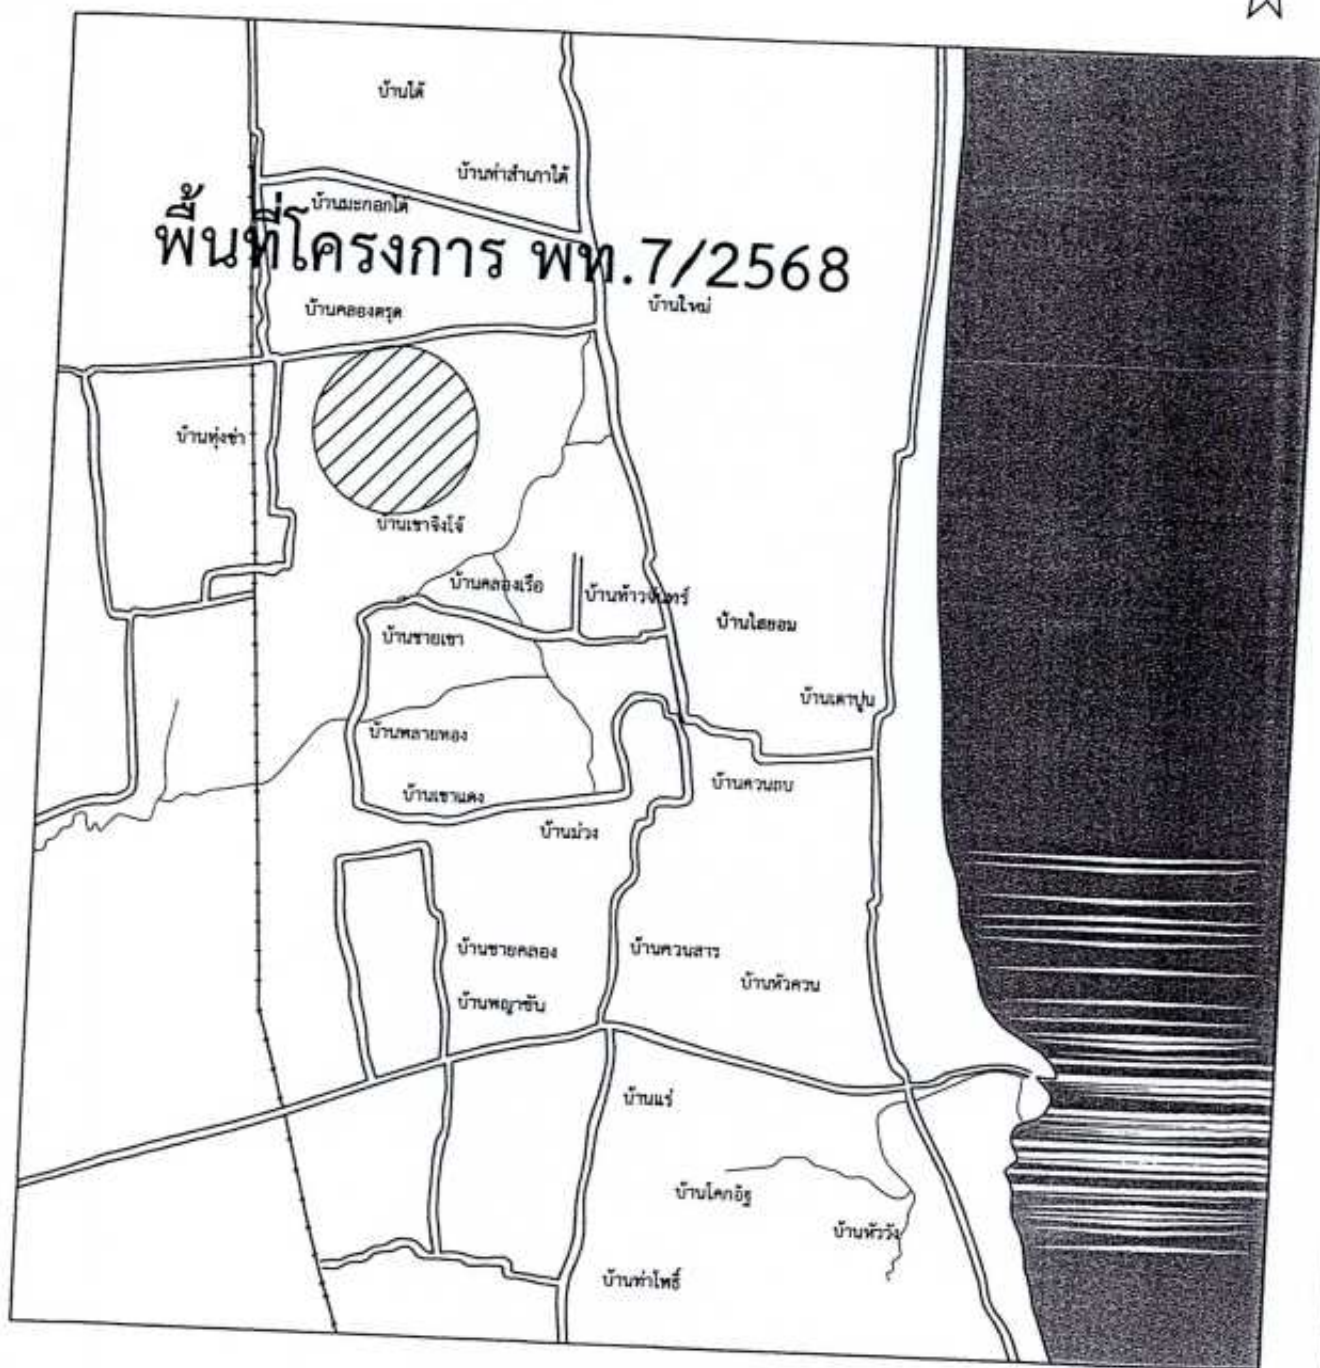 บ้านใต้
บ้านท่าสำเภาใต้
บ้านมะกอกใต้
พื้นที่โครงการ พท.7/2568
บ้านใหม่
บ้านคลองตรุด
บ้านทุ่งข่า
บ้านเขาจิงโจ้
บ้านคลองเรือ
บ้านท้าวจันทร์
บ้านใสยอม
บ้านชายเขา
บ้านเตาปูน
บ้านพลายทอง
บ้านควนถบ
บ้านเขาแดง
บ้านม่วง
บ้านชายคลอง
บ้านควนสาร
บ้านหัวควน
บ้านพญาขัน
บ้านแร่
บ้านโคกอัฐ
บ้านหัววัง
บ้านท่าโพธิ์